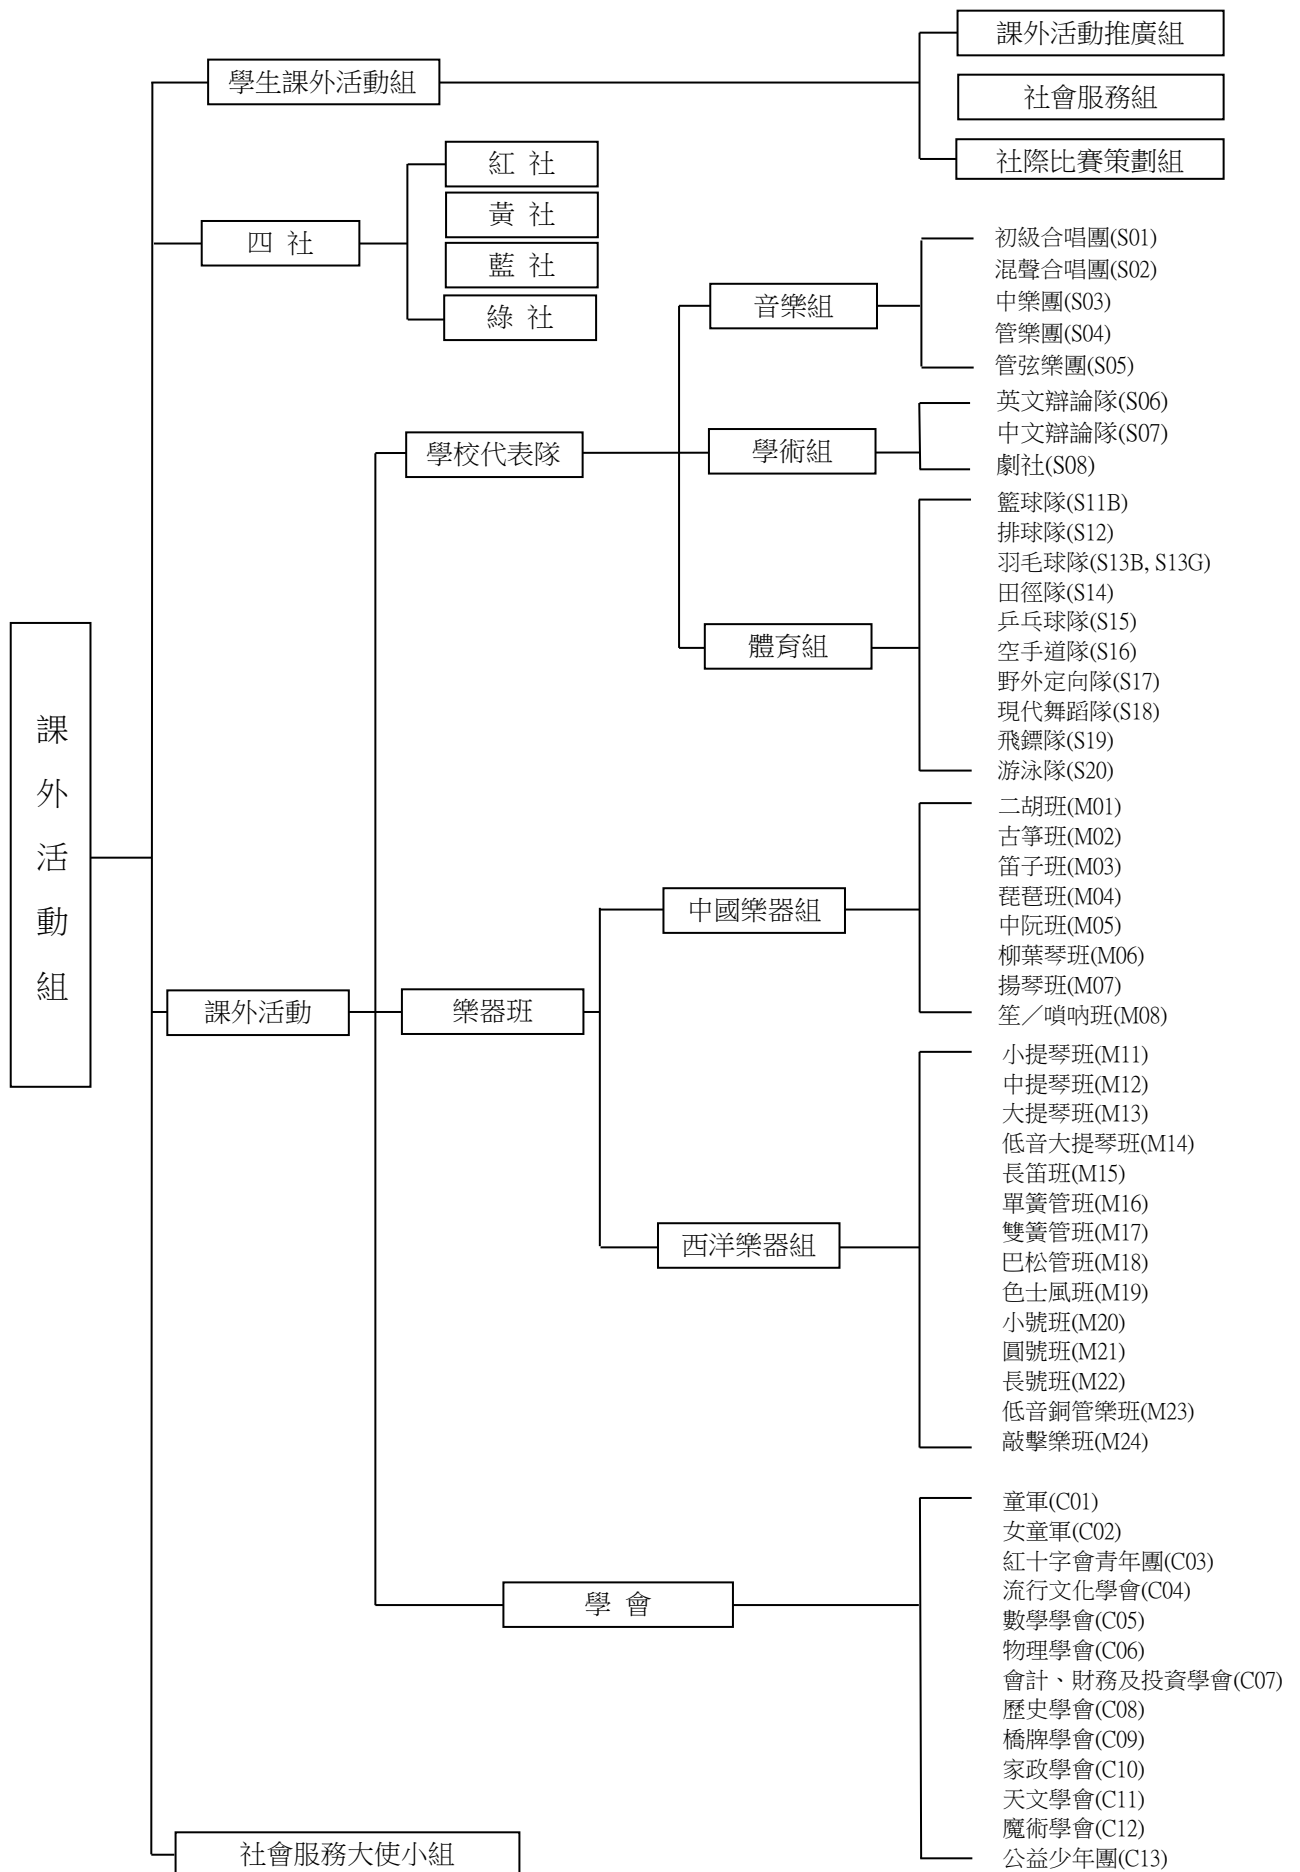 課外活動組
學生課外活動組
課外活動推廣組
社會服務組
社際比賽策劃組
四 社
紅 社
黃 社
藍 社
綠 社
課外活動
學校代表隊
音樂組
初級合唱團(S01)
混聲合唱團(S02)
中樂團(S03)
管樂團(S04)
管弦樂團(S05)
學術組
英文辯論隊(S06)
中文辯論隊(S07)
劇社(S08)
體育組
籃球隊(S11B)
排球隊(S12)
羽毛球隊(S13B, S13G)
田徑隊(S14)
乒乓球隊(S15)
空手道隊(S16)
野外定向隊(S17)
現代舞蹈隊(S18)
飛鏢隊(S19)
游泳隊(S20)
樂器班
中國樂器組
二胡班(M01)
古箏班(M02)
笛子班(M03)
琵琶班(M04)
中阮班(M05)
柳葉琴班(M06)
揚琴班(M07)
笙／嗩吶班(M08)
西洋樂器組
小提琴班(M11)
中提琴班(M12)
大提琴班(M13)
低音大提琴班(M14)
長笛班(M15)
單簧管班(M16)
雙簧管班(M17)
巴松管班(M18)
色士風班(M19)
小號班(M20)
圓號班(M21)
長號班(M22)
低音銅管樂班(M23)
敲擊樂班(M24)
學 會
童軍(C01)
女童軍(C02)
紅十字會青年團(C03)
流行文化學會(C04)
數學學會(C05)
物理學會(C06)
會計、財務及投資學會(C07)
歷史學會(C08)
橋牌學會(C09)
家政學會(C10)
天文學會(C11)
魔術學會(C12)
公益少年團(C13)
社會服務大使小組